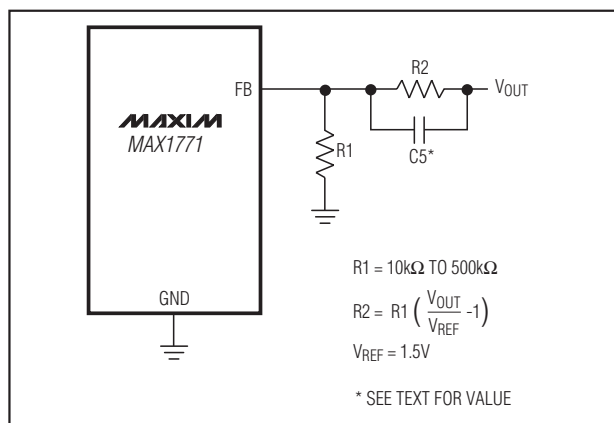 FB
R2
VOUT
MAXIM
MAX1771
R1
C5*
GND
R1 = 10kΩ TO 500kΩ
R2 = R1 ( VOUT / VREF -1 )
VREF = 1.5V
* SEE TEXT FOR VALUE